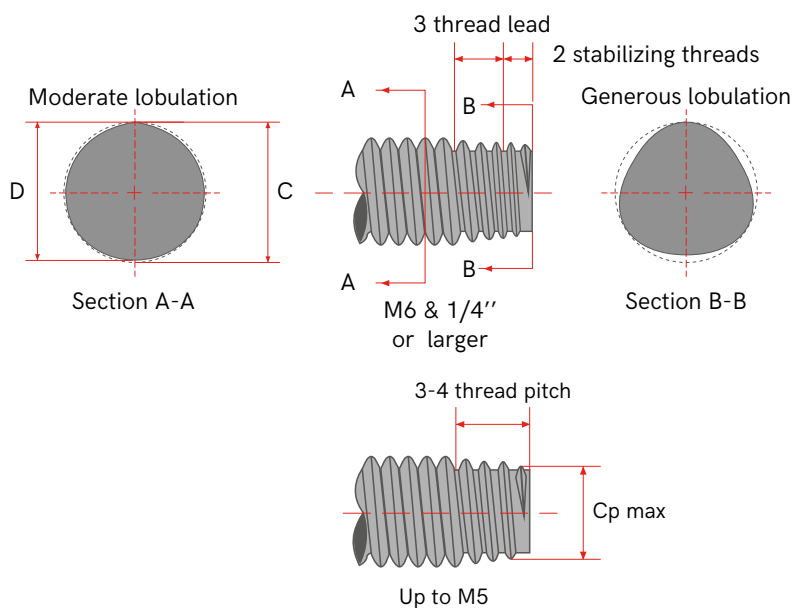 3 thread lead
2 stabilizing threads
Moderate lobulation
A
B
Generous lobulation
D
C
A
B
Section A-A
M6 & 1/4’’
or larger
Section B-B
3-4 thread pitch
Cp max
Up to M5